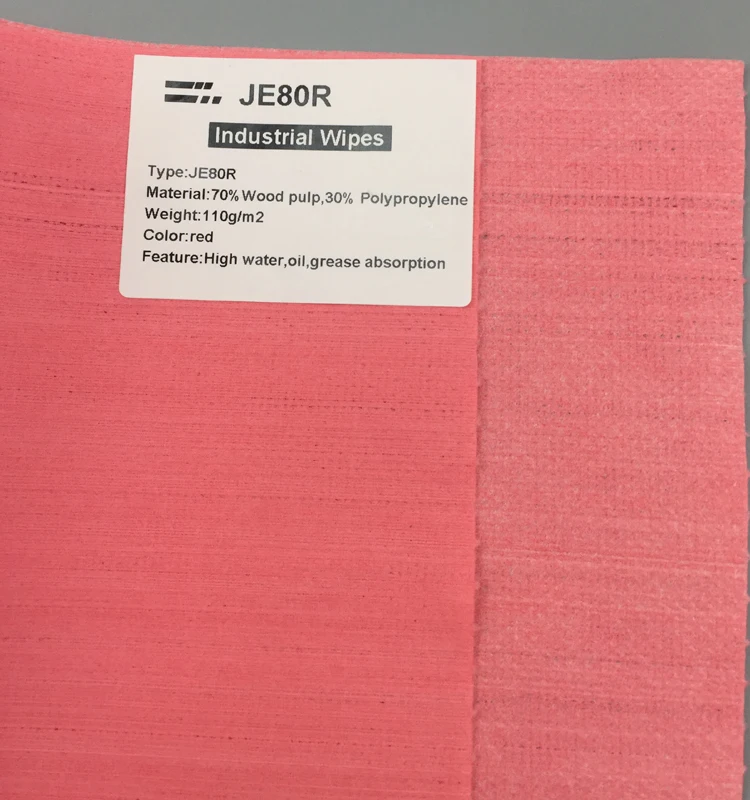 JE80R
Industrial Wipes
Type:JE80R
Material:70% Wood pulp,30% Polypropylene
Weight:110g/m2
Color:red
Feature:High water,oil,grease absorption